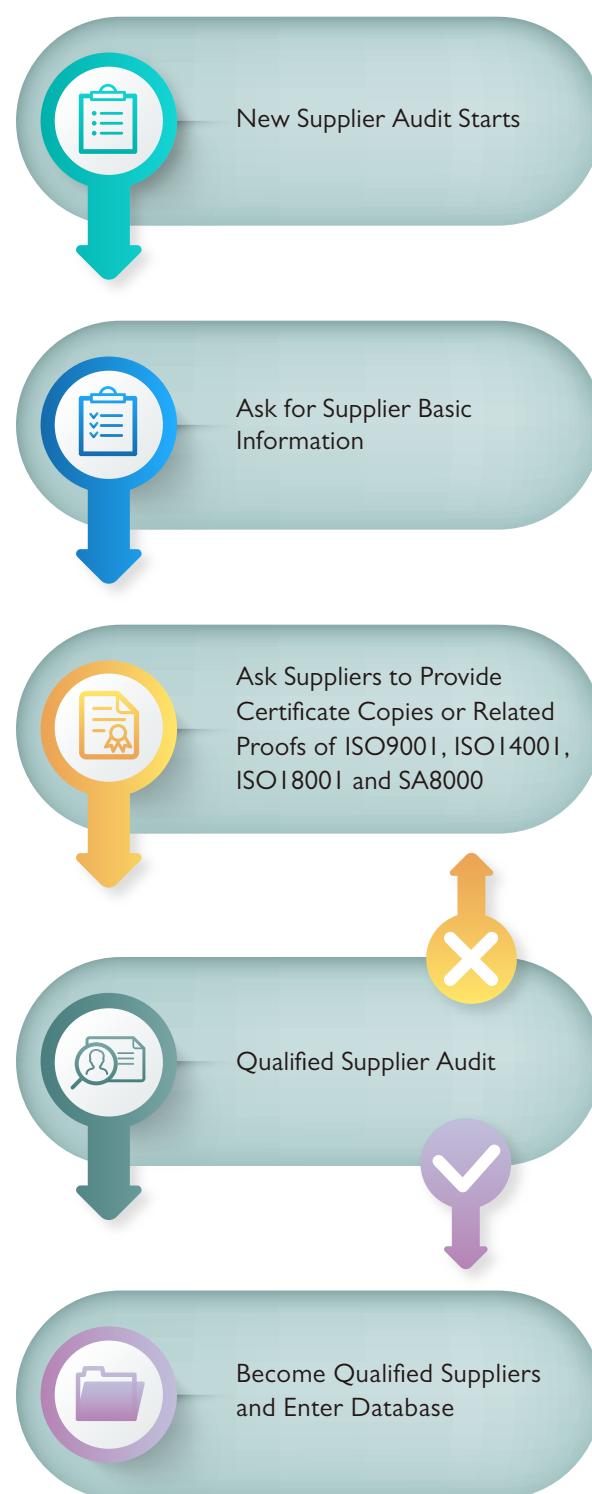 New Supplier Audit Starts
Ask for Supplier Basic
Information
Ask Suppliers to Provide
Certificate Copies or Related
Proofs of ISO9001, ISO14001,
ISO18001 and SA8000
Qualified Supplier Audit
Become Qualified Suppliers
and Enter Database